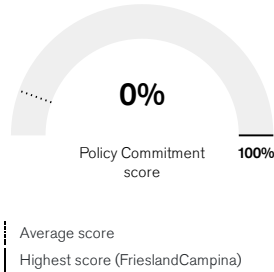 0%
Policy Commitment
score
100%
Average score
Highest score (FrieslandCampina)